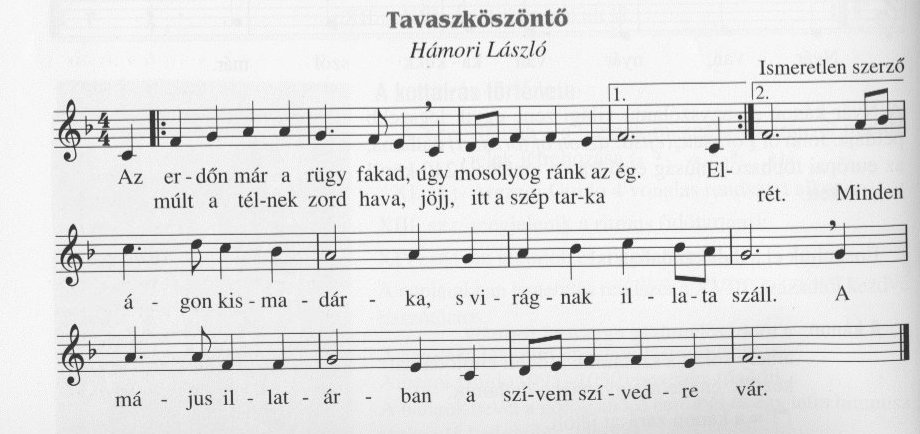 Tavaszköszöntő
Hámori László
Ismeretlen szerző
4
4
1.
2.
Az er-dőn már a rügy fakad, úgy mosolyog ránk az ég. El-
múlt a tél-nek zord hava, jöjj, itt a szép tar-ka rét. Minden
á - gon kis - ma - dár - ka, s vi - rág - nak il - la - ta száll. A
má - jus il - lat - ár - ban a szí-vem szí - ved - re vár.